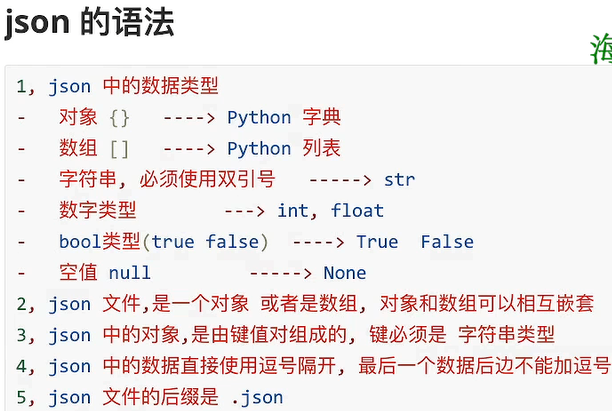 json 的语法
海
1, json 中的数据类型
- 对象 {} ----> Python 字典
- 数组 [] ----> Python 列表
- 字符串, 必须使用双引号 -----> str
- 数字类型 ---> int, float
- bool类型(true false) ----> True False
- 空值 null -----> None
2, json 文件,是一个对象 或者是数组, 对象和数组可以相互嵌套
3, json 中的对象,是由键值对组成的, 键必须是 字符串类型
4, json 中的数据直接使用逗号隔开, 最后一个数据后边不能加逗号
5, json 文件的后缀是 .json